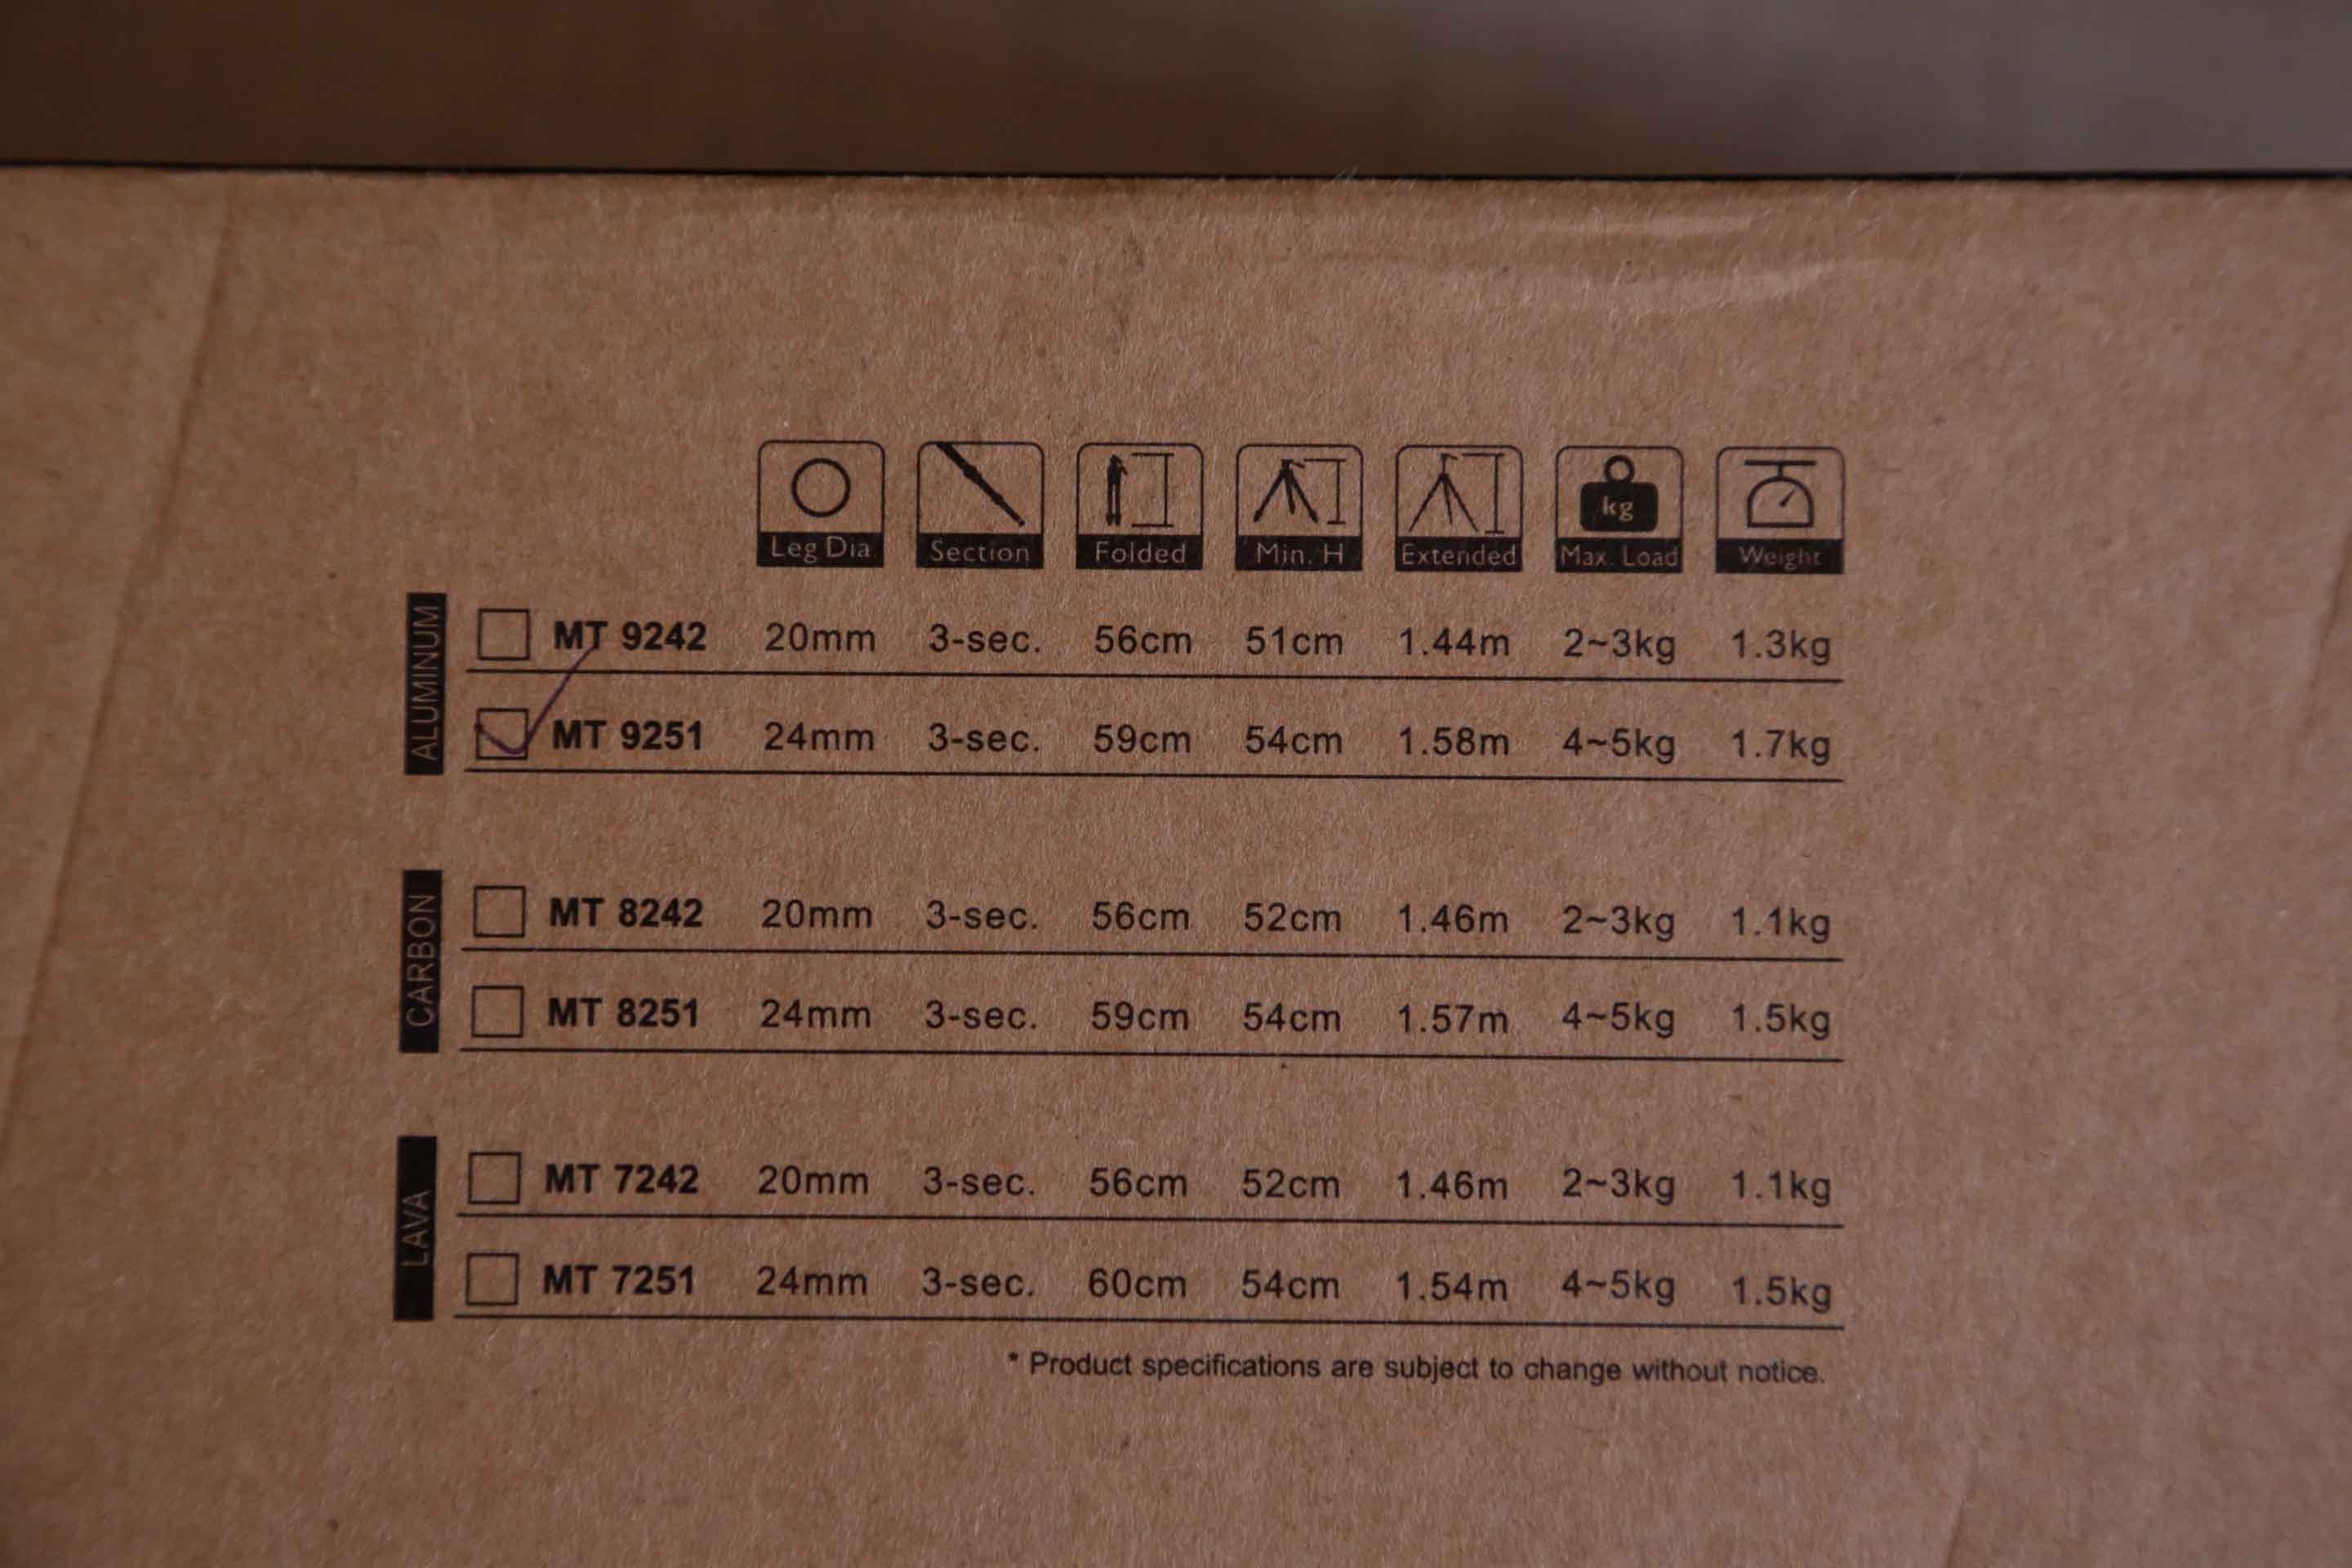 Leg Dia. Section Folded Min. H Extended kg Max. Load Weight
ALUMINUM
MT 9242 20mm 3-sec. 56cm 51cm 1.44m 2~3kg 1.3kg
MT 9251 24mm 3-sec. 59cm 54cm 1.58m 4~5kg 1.7kg
CARBON
MT 8242 20mm 3-sec. 56cm 52cm 1.46m 2~3kg 1.1kg
MT 8251 24mm 3-sec. 59cm 54cm 1.57m 4~5kg 1.5kg
LAVA
MT 7242 20mm 3-sec. 56cm 52cm 1.46m 2~3kg 1.1kg
MT 7251 24mm 3-sec. 60cm 54cm 1.54m 4~5kg 1.5kg
* Product specifications are subject to change without notice.